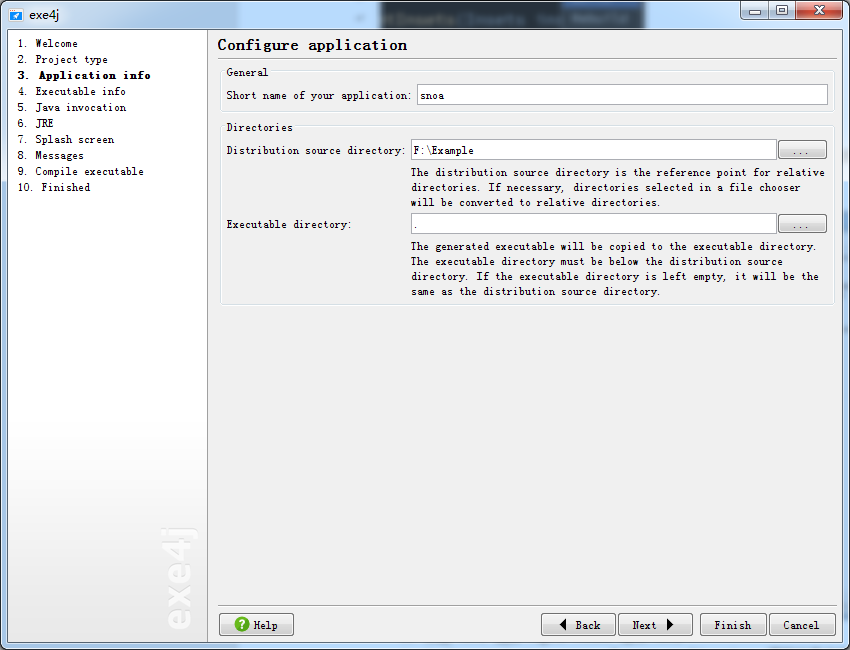 exe4j
1. Welcome
2. Project type
3. Application info
4. Executable info
5. Java invocation
6. JRE
7. Splash screen
8. Messages
9. Compile executable
10. Finished
exe4j
Configure application
General
Short name of your application: snoa
Directories
Distribution source directory: F:\Example ...
The distribution source directory is the reference point for relative
directories. If necessary, directories selected in a file chooser
will be converted to relative directories.
Executable directory: . ...
The generated executable will be copied to the executable directory.
The executable directory must be below the distribution source
directory. If the executable directory is left empty, it will be the
same as the distribution source directory.
? Help Back Next Finish Cancel